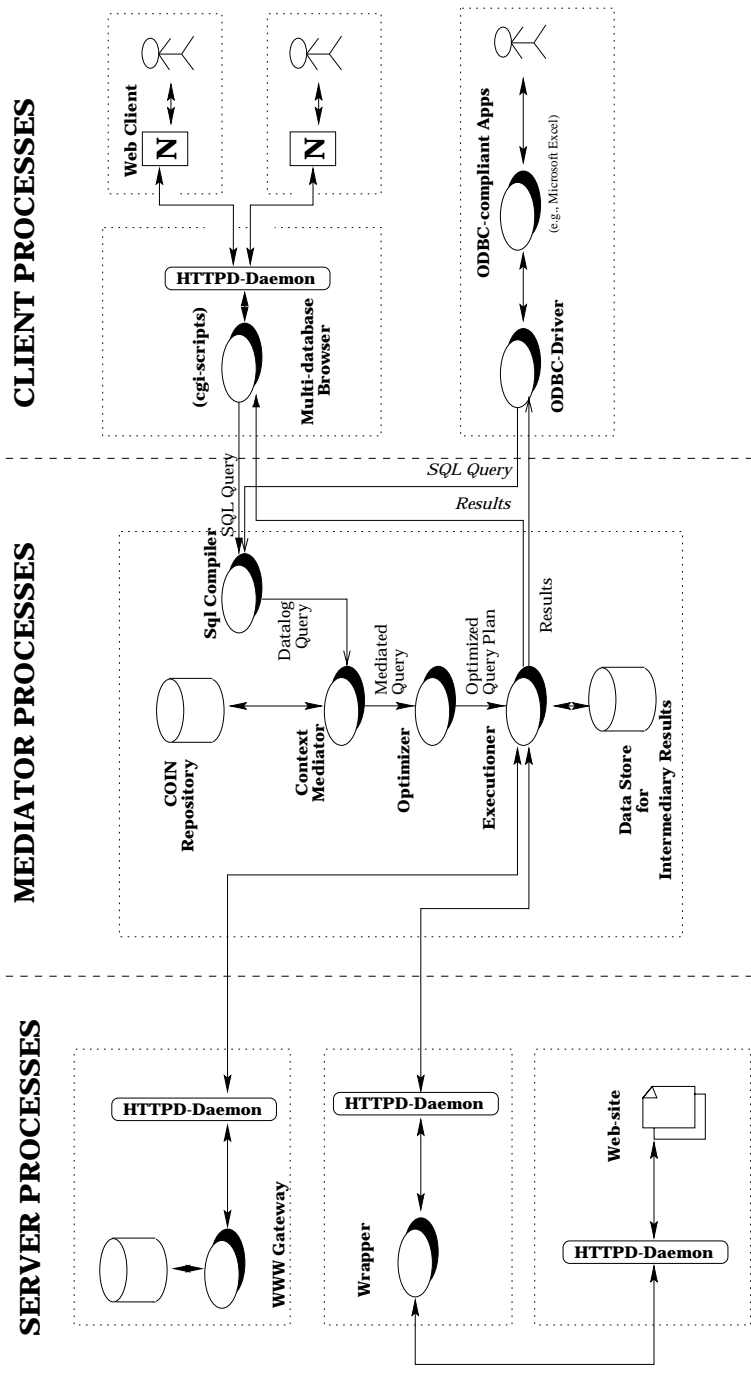 SERVER PROCESSES
MEDIATOR PROCESSES
CLIENT PROCESSES
WWW Gateway
HTTPD-Daemon
Wrapper
HTTPD-Daemon
HTTPD-Daemon
Web-site
COIN
Repository
Context
Mediator
Optimizer
Executioner
Data Store
for
Intermediary Results
Sql Compiler
Datalog
Query
Mediated
Query
Optimized
Query Plan
Results
SQL Query
Results
SQL Query
(cgi-scripts)
HTTPD-Daemon
Multi-database
Browser
Web Client
N
N
ODBC-Driver
ODBC-compliant Apps
(e.g., Microsoft Excel)